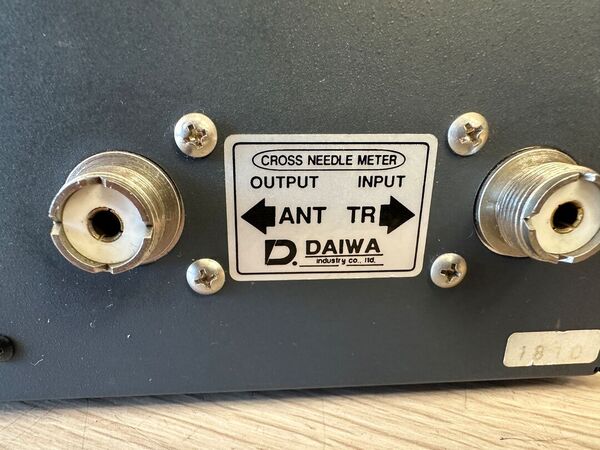 CROSS NEEDLE METER
OUTPUT INPUT
ANT TR
D. DAIWA
industry co., ltd.
1810